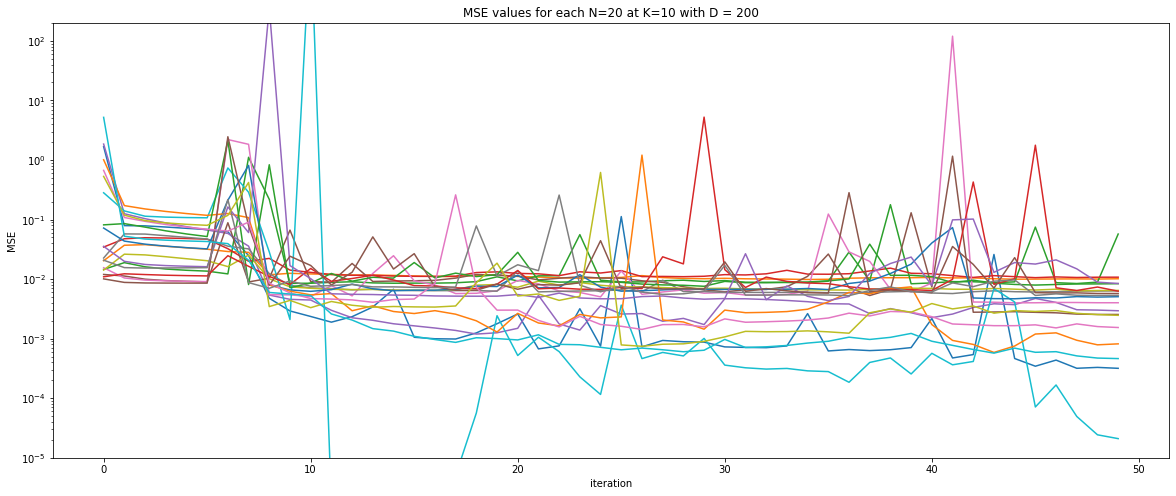 MSE values for each N=20 at K=10 with D = 200
10²
10¹
10⁰
10⁻¹
10⁻²
10⁻³
10⁻⁴
10⁻⁵
MSE
0 10 20 30 40 50
iteration